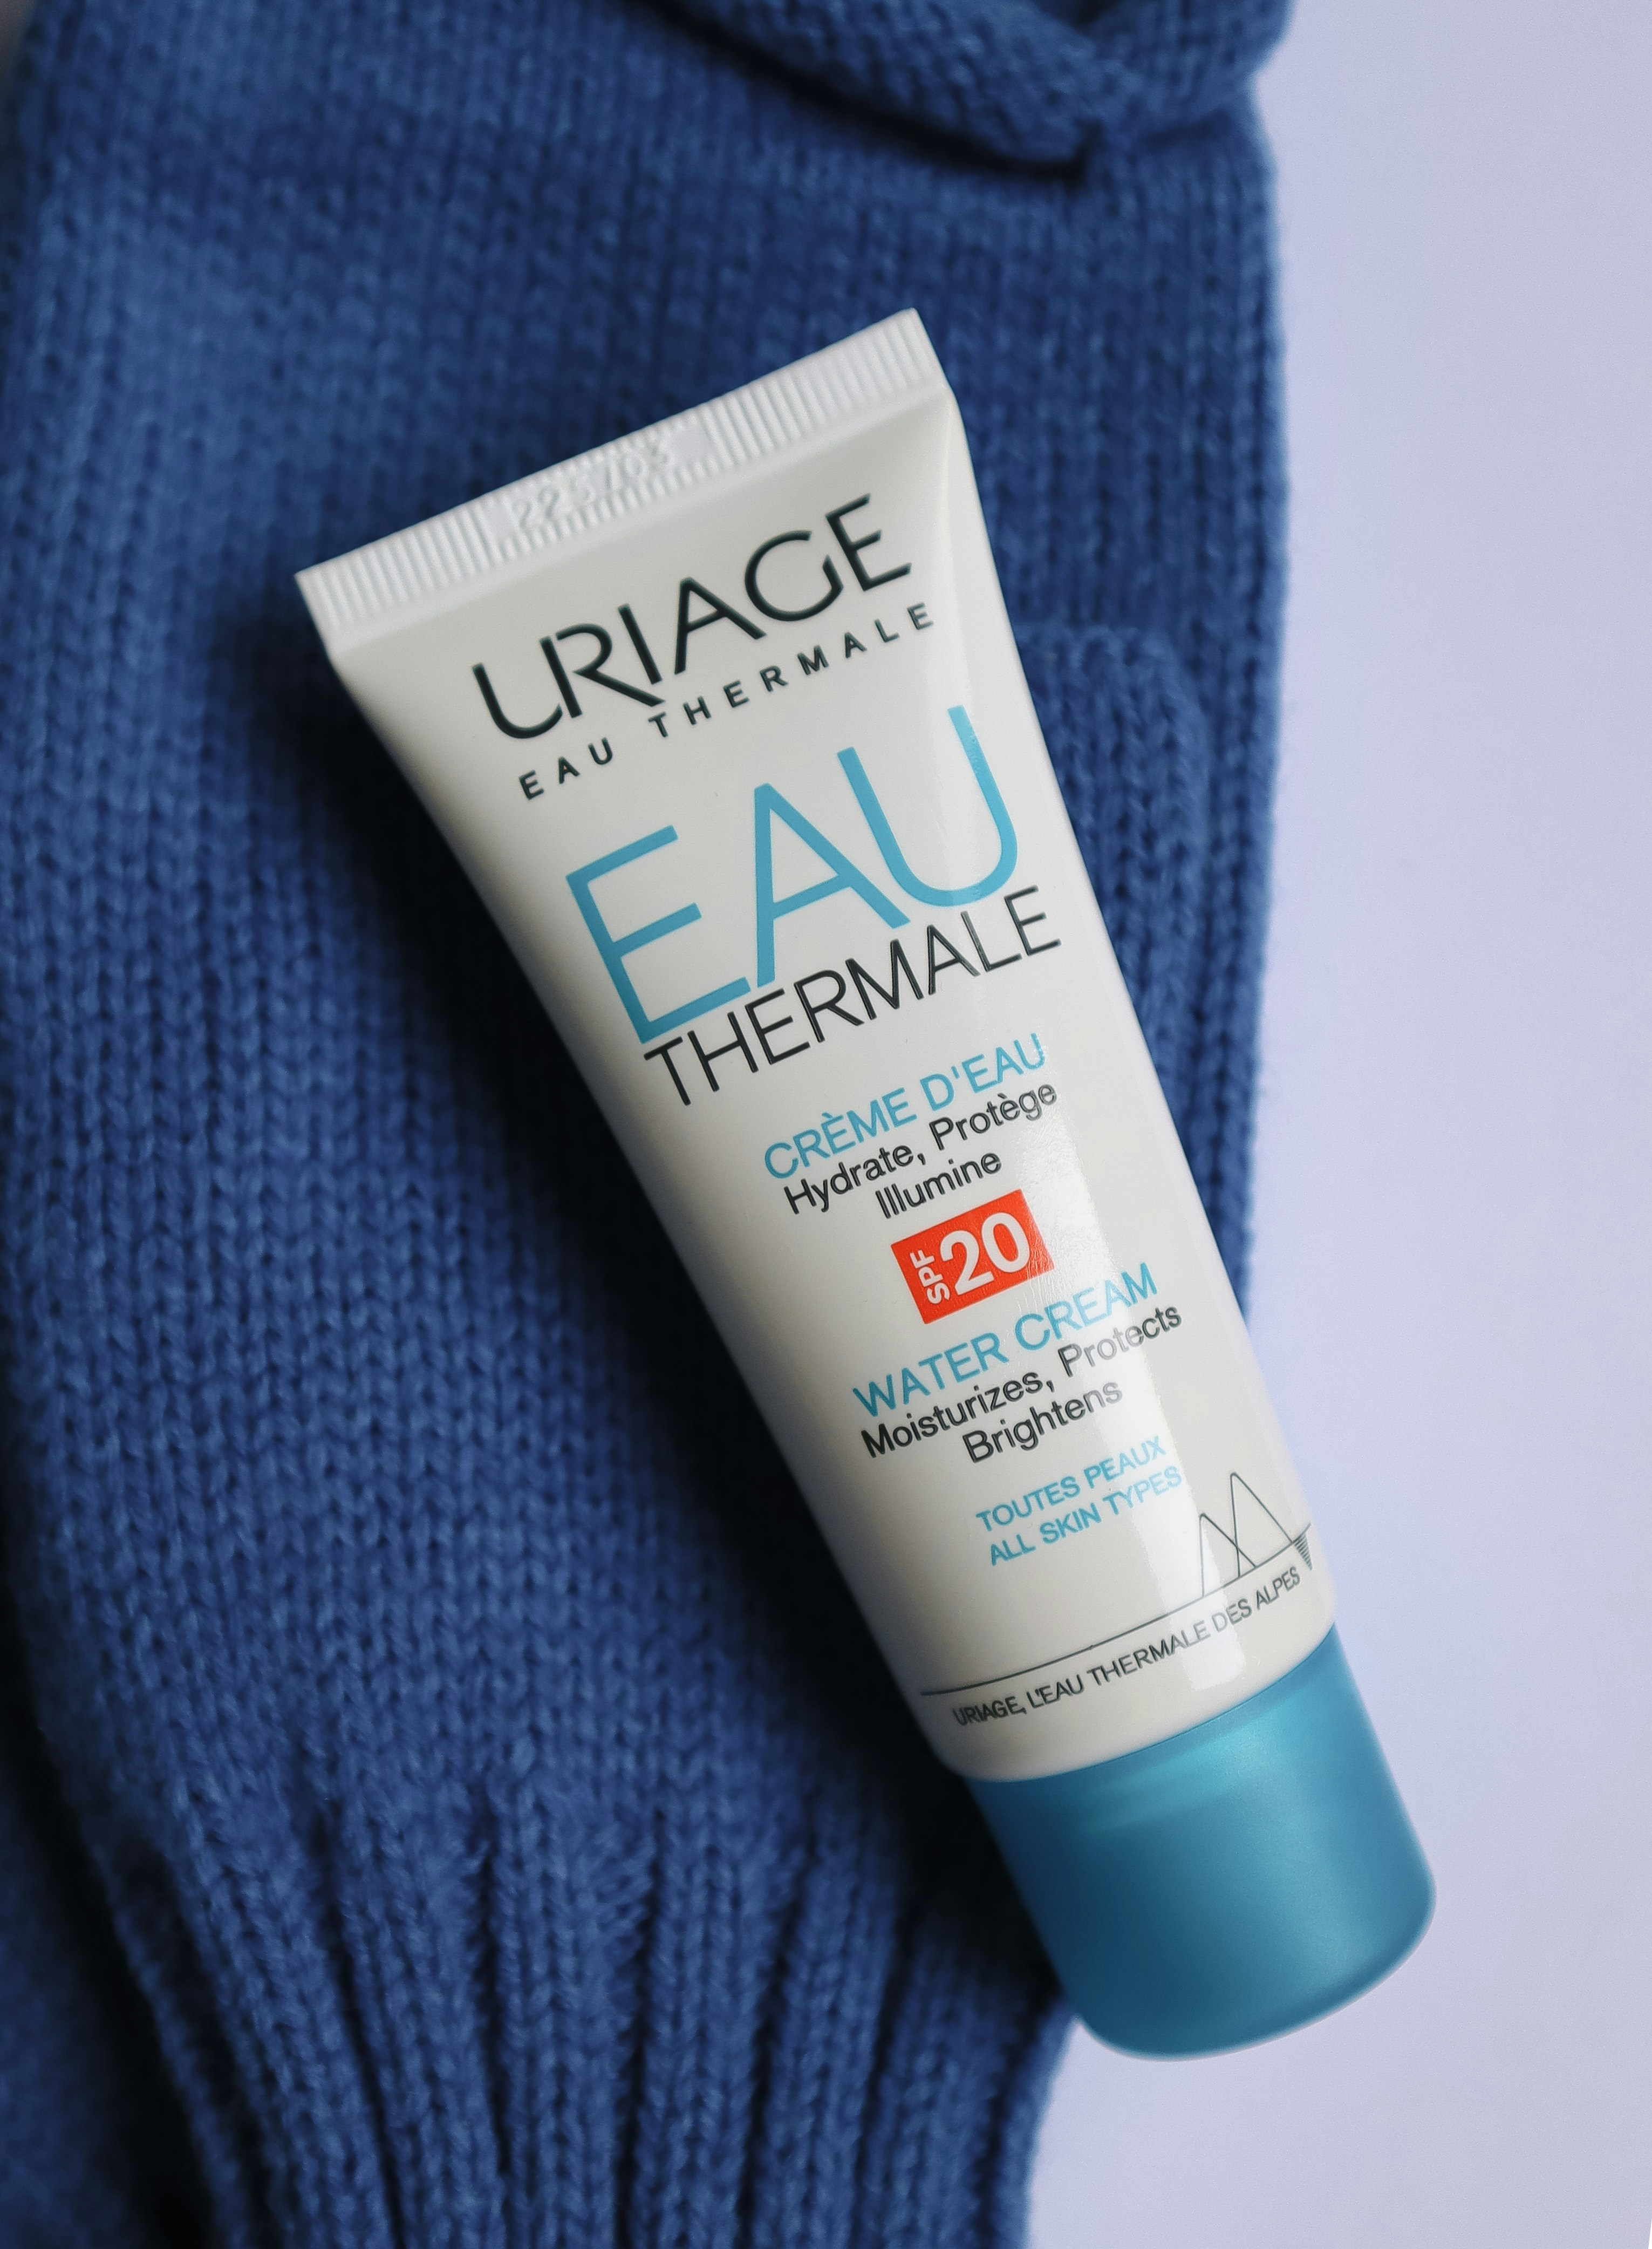 URIAGE
EAU THERMALE
EAU
THERMALE
CRÈME D'EAU
Hydrate, Protège
Illumine
SPF 20
WATER CREAM
Moisturizes, Protects
Brightens
TOUTES PEAUX
ALL SKIN TYPES
URIAGE, L'EAU THERMALE DES ALPES